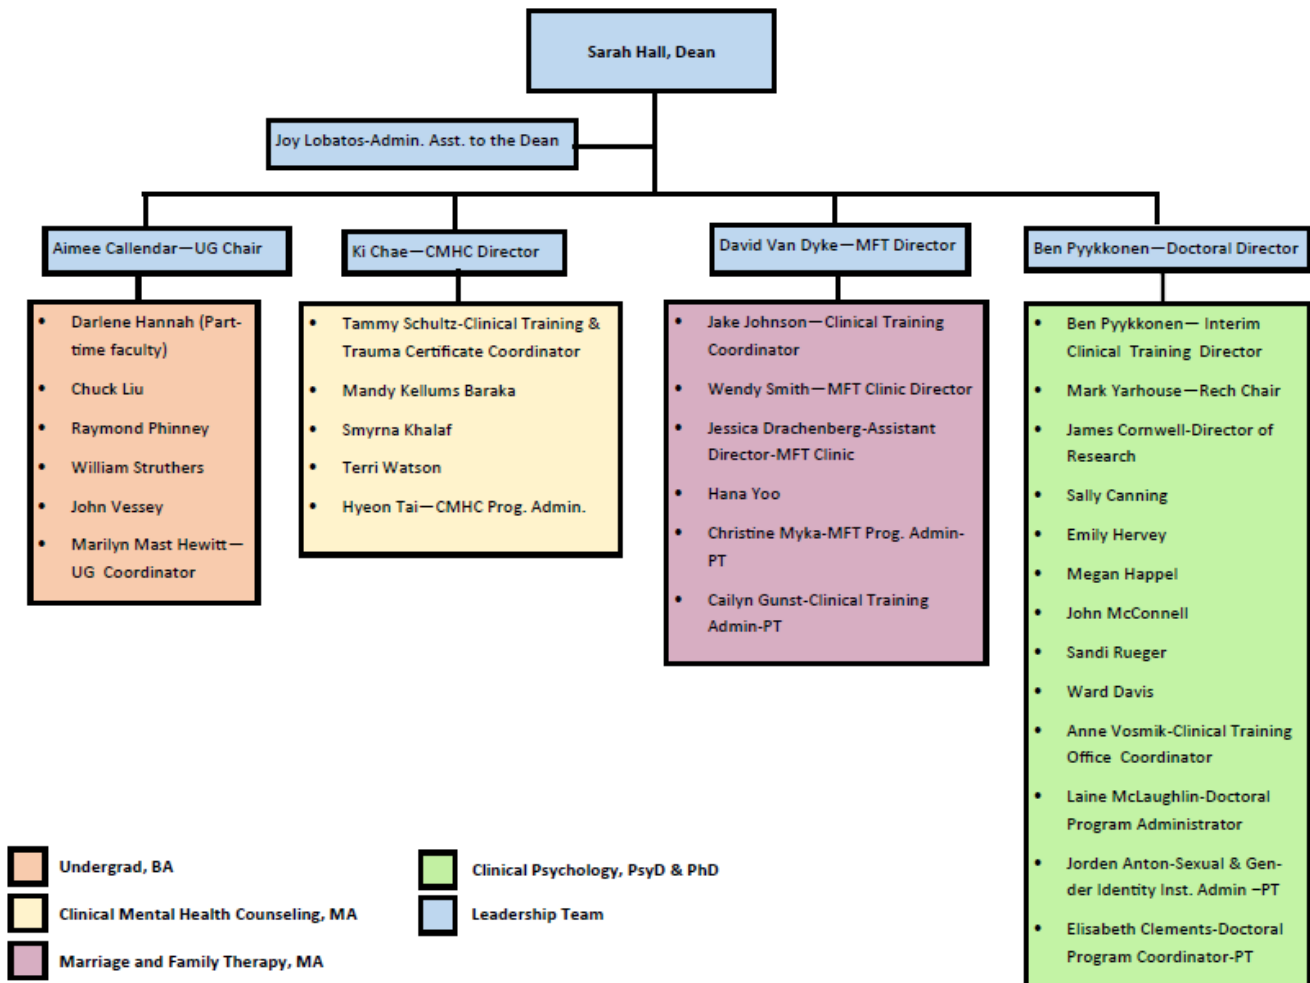 Sarah Hall, Dean
Joy Lobatos-Admin. Asst. to the Dean
Aimee Callendar—UG Chair
Ki Chae—CMHC Director
David Van Dyke—MFT Director
Ben Pyykkonen—Doctoral Director
• Darlene Hannah (Part-
time faculty)
• Chuck Liu
• Raymond Phinney
• William Struthers
• John Vessey
• Marilyn Mast Hewitt—
UG Coordinator
• Tammy Schultz-Clinical Training &
Trauma Certificate Coordinator
• Mandy Kellums Baraka
• Smyrna Khalaf
• Terri Watson
• Hyeon Tai—CMHC Prog. Admin.
• Jake Johnson—Clinical Training
Coordinator
• Wendy Smith—MFT Clinic Director
• Jessica Drachenberg-Assistant
Director-MFT Clinic
• Hana Yoo
• Christine Myka-MFT Prog. Admin-
PT
• Cailyn Gunst-Clinical Training
Admin-PT
• Ben Pyykkonen— Interim
Clinical Training Director
• Mark Yarhouse—Rech Chair
• James Cornwell-Director of
Research
• Sally Canning
• Emily Hervey
• Megan Happel
• John McConnell
• Sandi Rueger
• Ward Davis
• Anne Vosmik-Clinical Training
Office Coordinator
• Laine McLaughlin-Doctoral
Program Administrator
• Jorden Anton-Sexual & Gen-
der Identity Inst. Admin –PT
• Elisabeth Clements-Doctoral
Program Coordinator-PT
Undergrad, BA
Clinical Mental Health Counseling, MA
Marriage and Family Therapy, MA
Clinical Psychology, PsyD & PhD
Leadership Team